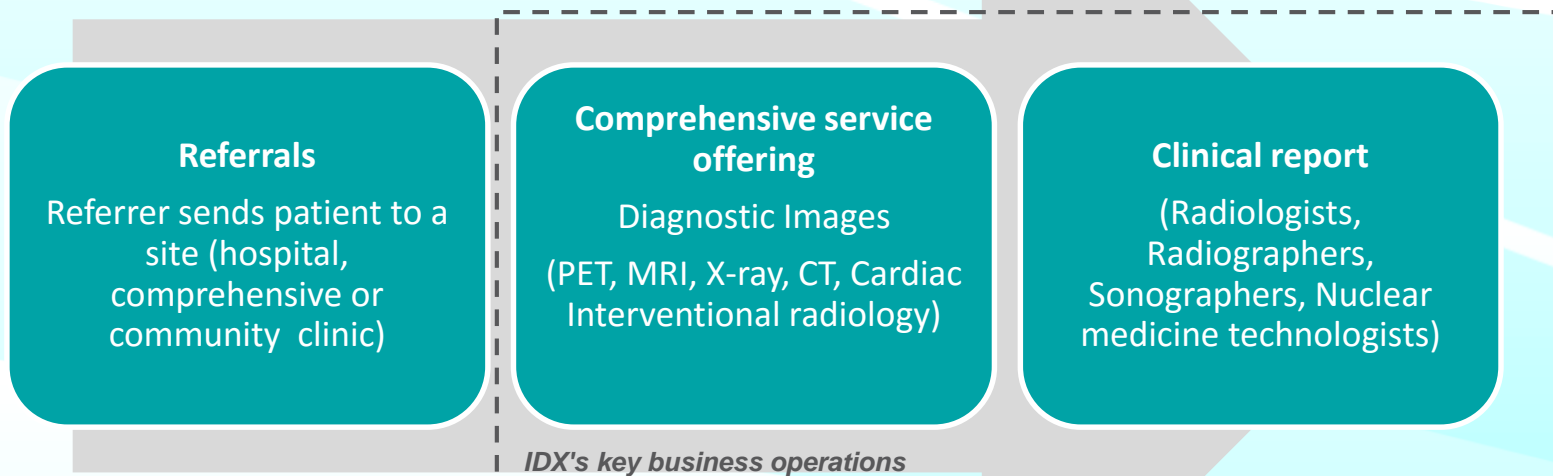 Referrals
Referrer sends patient to a
site (hospital,
comprehensive or
community clinic)
Comprehensive service
offering
Diagnostic Images
(PET, MRI, X-ray, CT, Cardiac
Interventional radiology)
Clinical report
(Radiologists,
Radiographers,
Sonographers, Nuclear
medicine technologists)
IDX's key business operations